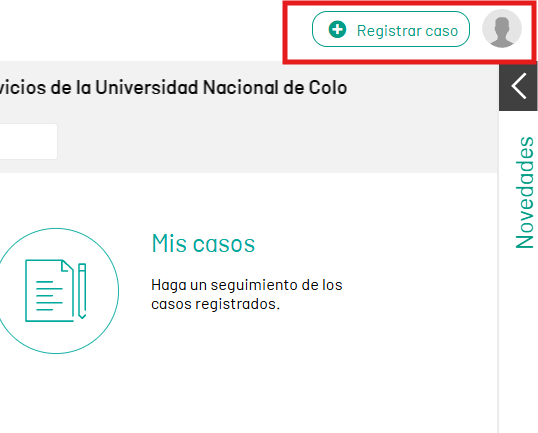 Registrar caso
vicios de la Universidad Nacional de Colo
Novedades
Mis casos
Haga un seguimiento de los
casos registrados.